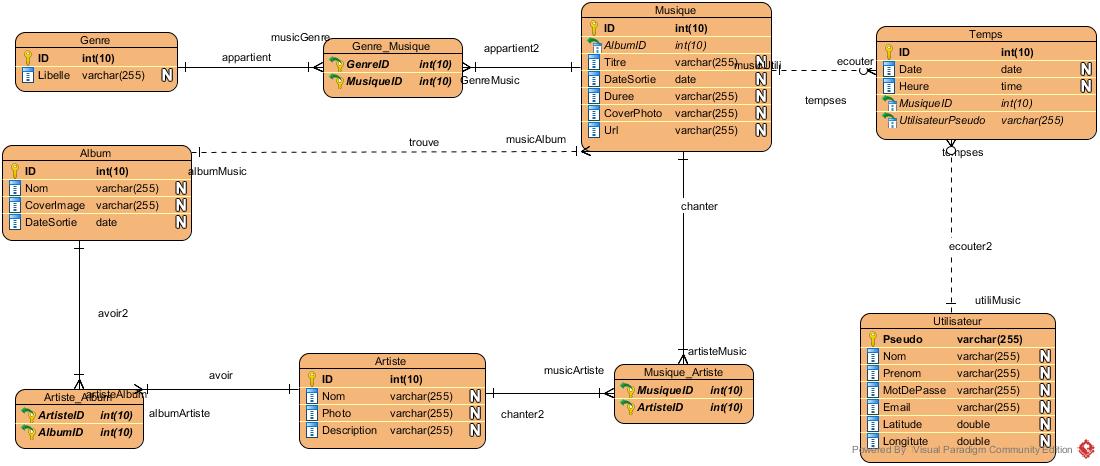 Genre
ID int(10)
Libelle varchar(255) N
appartient
musicGenre
Genre_Musique
GenreID int(10)
MusiqueID int(10)
appartient2
GenreMusic
Musique
ID int(10)
AlbumID int(10)
Titre varchar(255) N
DateSortie date N
Duree varchar(255) N
CoverPhoto varchar(255) N
Url varchar(255) N
musicUtili
ecouter
tempses
Temps
ID int(10)
Date date N
Heure time N
MusiqueID int(10)
UtilisateurPseudo varchar(255)
tempses
ecouter2
utiliMusic
Album
ID int(10)
Nom varchar(255) N
CoverImage varchar(255) N
DateSortie date N
albumMusic
trouve
musicAlbum
chanter
artisteMusic
avoir2
artisteAlbum
Artiste_Album
ArtisteID int(10)
AlbumID int(10)
avoir
albumArtiste
Artiste
ID int(10)
Nom varchar(255) N
Photo varchar(255) N
Description varchar(255) N
musicArtiste
chanter2
Musique_Artiste
MusiqueID int(10)
ArtisteID int(10)
Utilisateur
Pseudo varchar(255)
Nom varchar(255) N
Prenom varchar(255) N
MotDePasse varchar(255) N
Email varchar(255) N
Latitude double N
Longitute double N
Powered By Visual Paradigm Community Edition